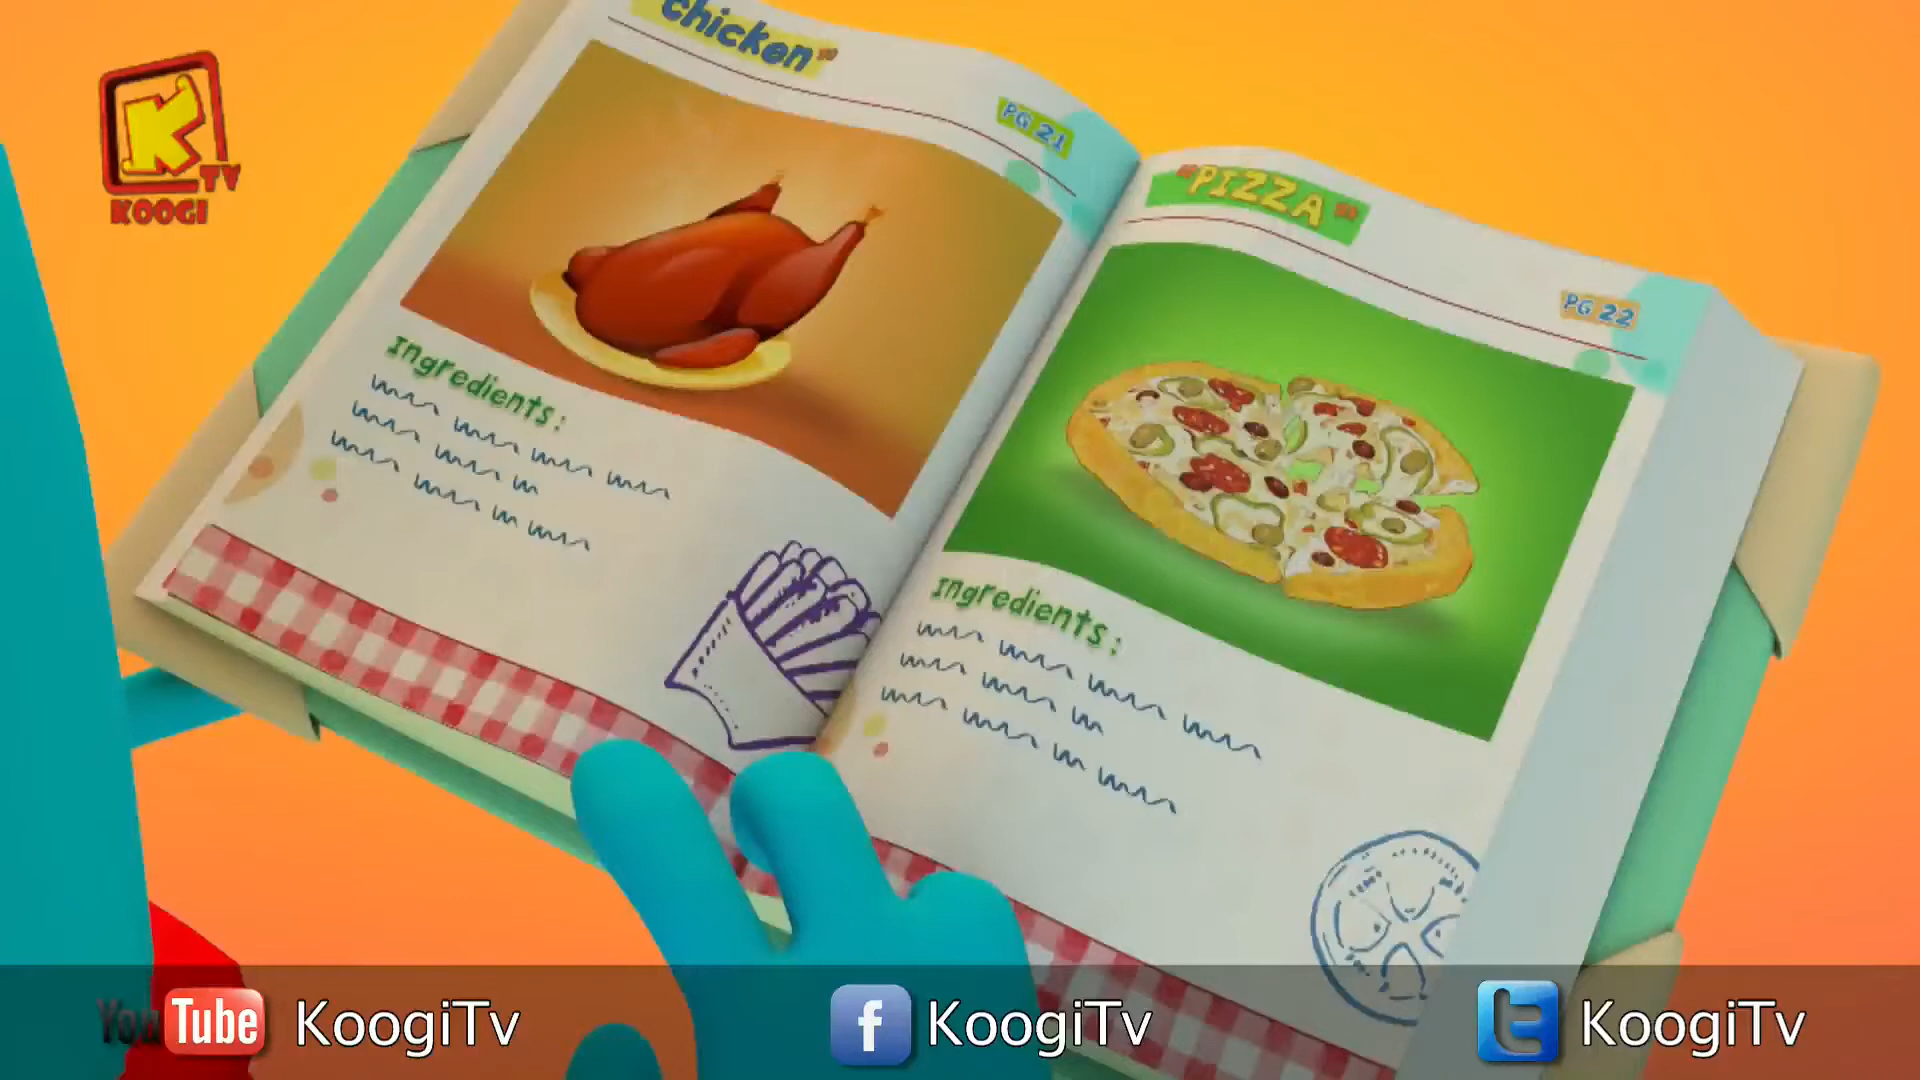 K
TV
KOOGI
chicken"
PG 21
Ingredients:
"PIZZA"
PG 22
Ingredients:
YouTube KoogiTv
f KoogiTv
t KoogiTv